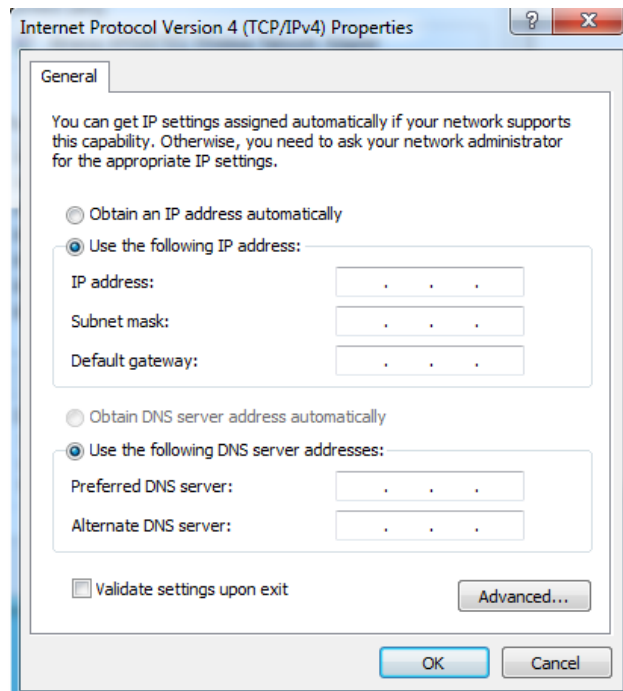 Internet Protocol Version 4 (TCP/IPv4) Properties
General
You can get IP settings assigned automatically if your network supports
this capability. Otherwise, you need to ask your network administrator
for the appropriate IP settings.
Obtain an IP address automatically
Use the following IP address:
IP address: . . .
Subnet mask: . . .
Default gateway: . . .
Obtain DNS server address automatically
Use the following DNS server addresses:
Preferred DNS server: . . .
Alternate DNS server: . . .
Validate settings upon exit
Advanced...
OK Cancel